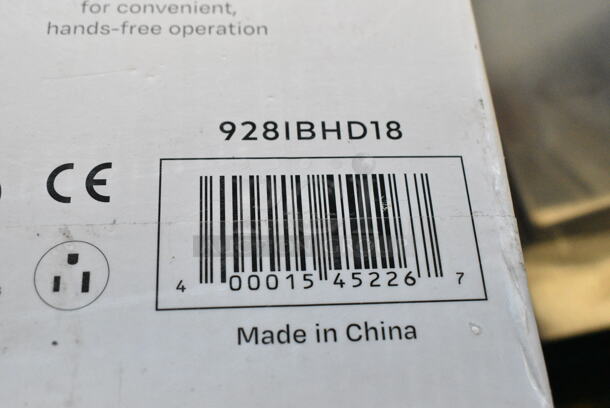 for convenient,
hands-free operation
928IBHD18
CE
4 00015 45226 7
Made in China